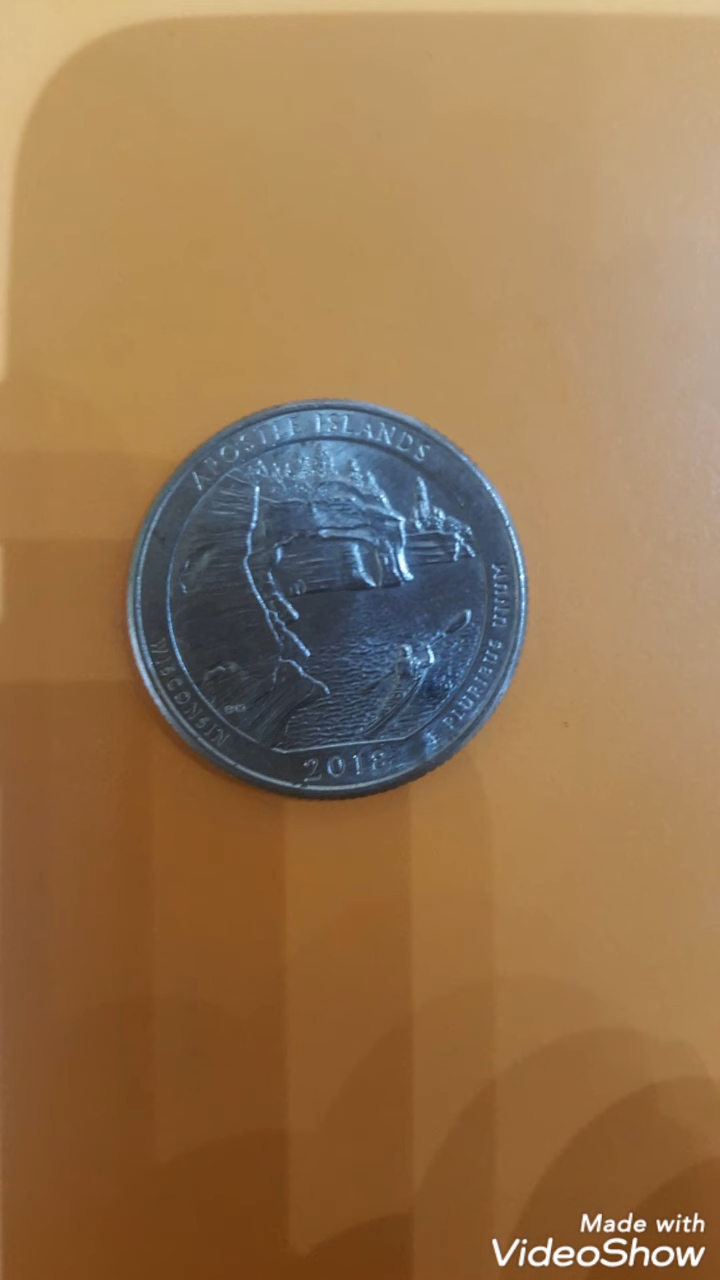 APOSTLE ISLANDS
WISCONSIN
E PLURIBUS UNUM
2018
Made with
VideoShow